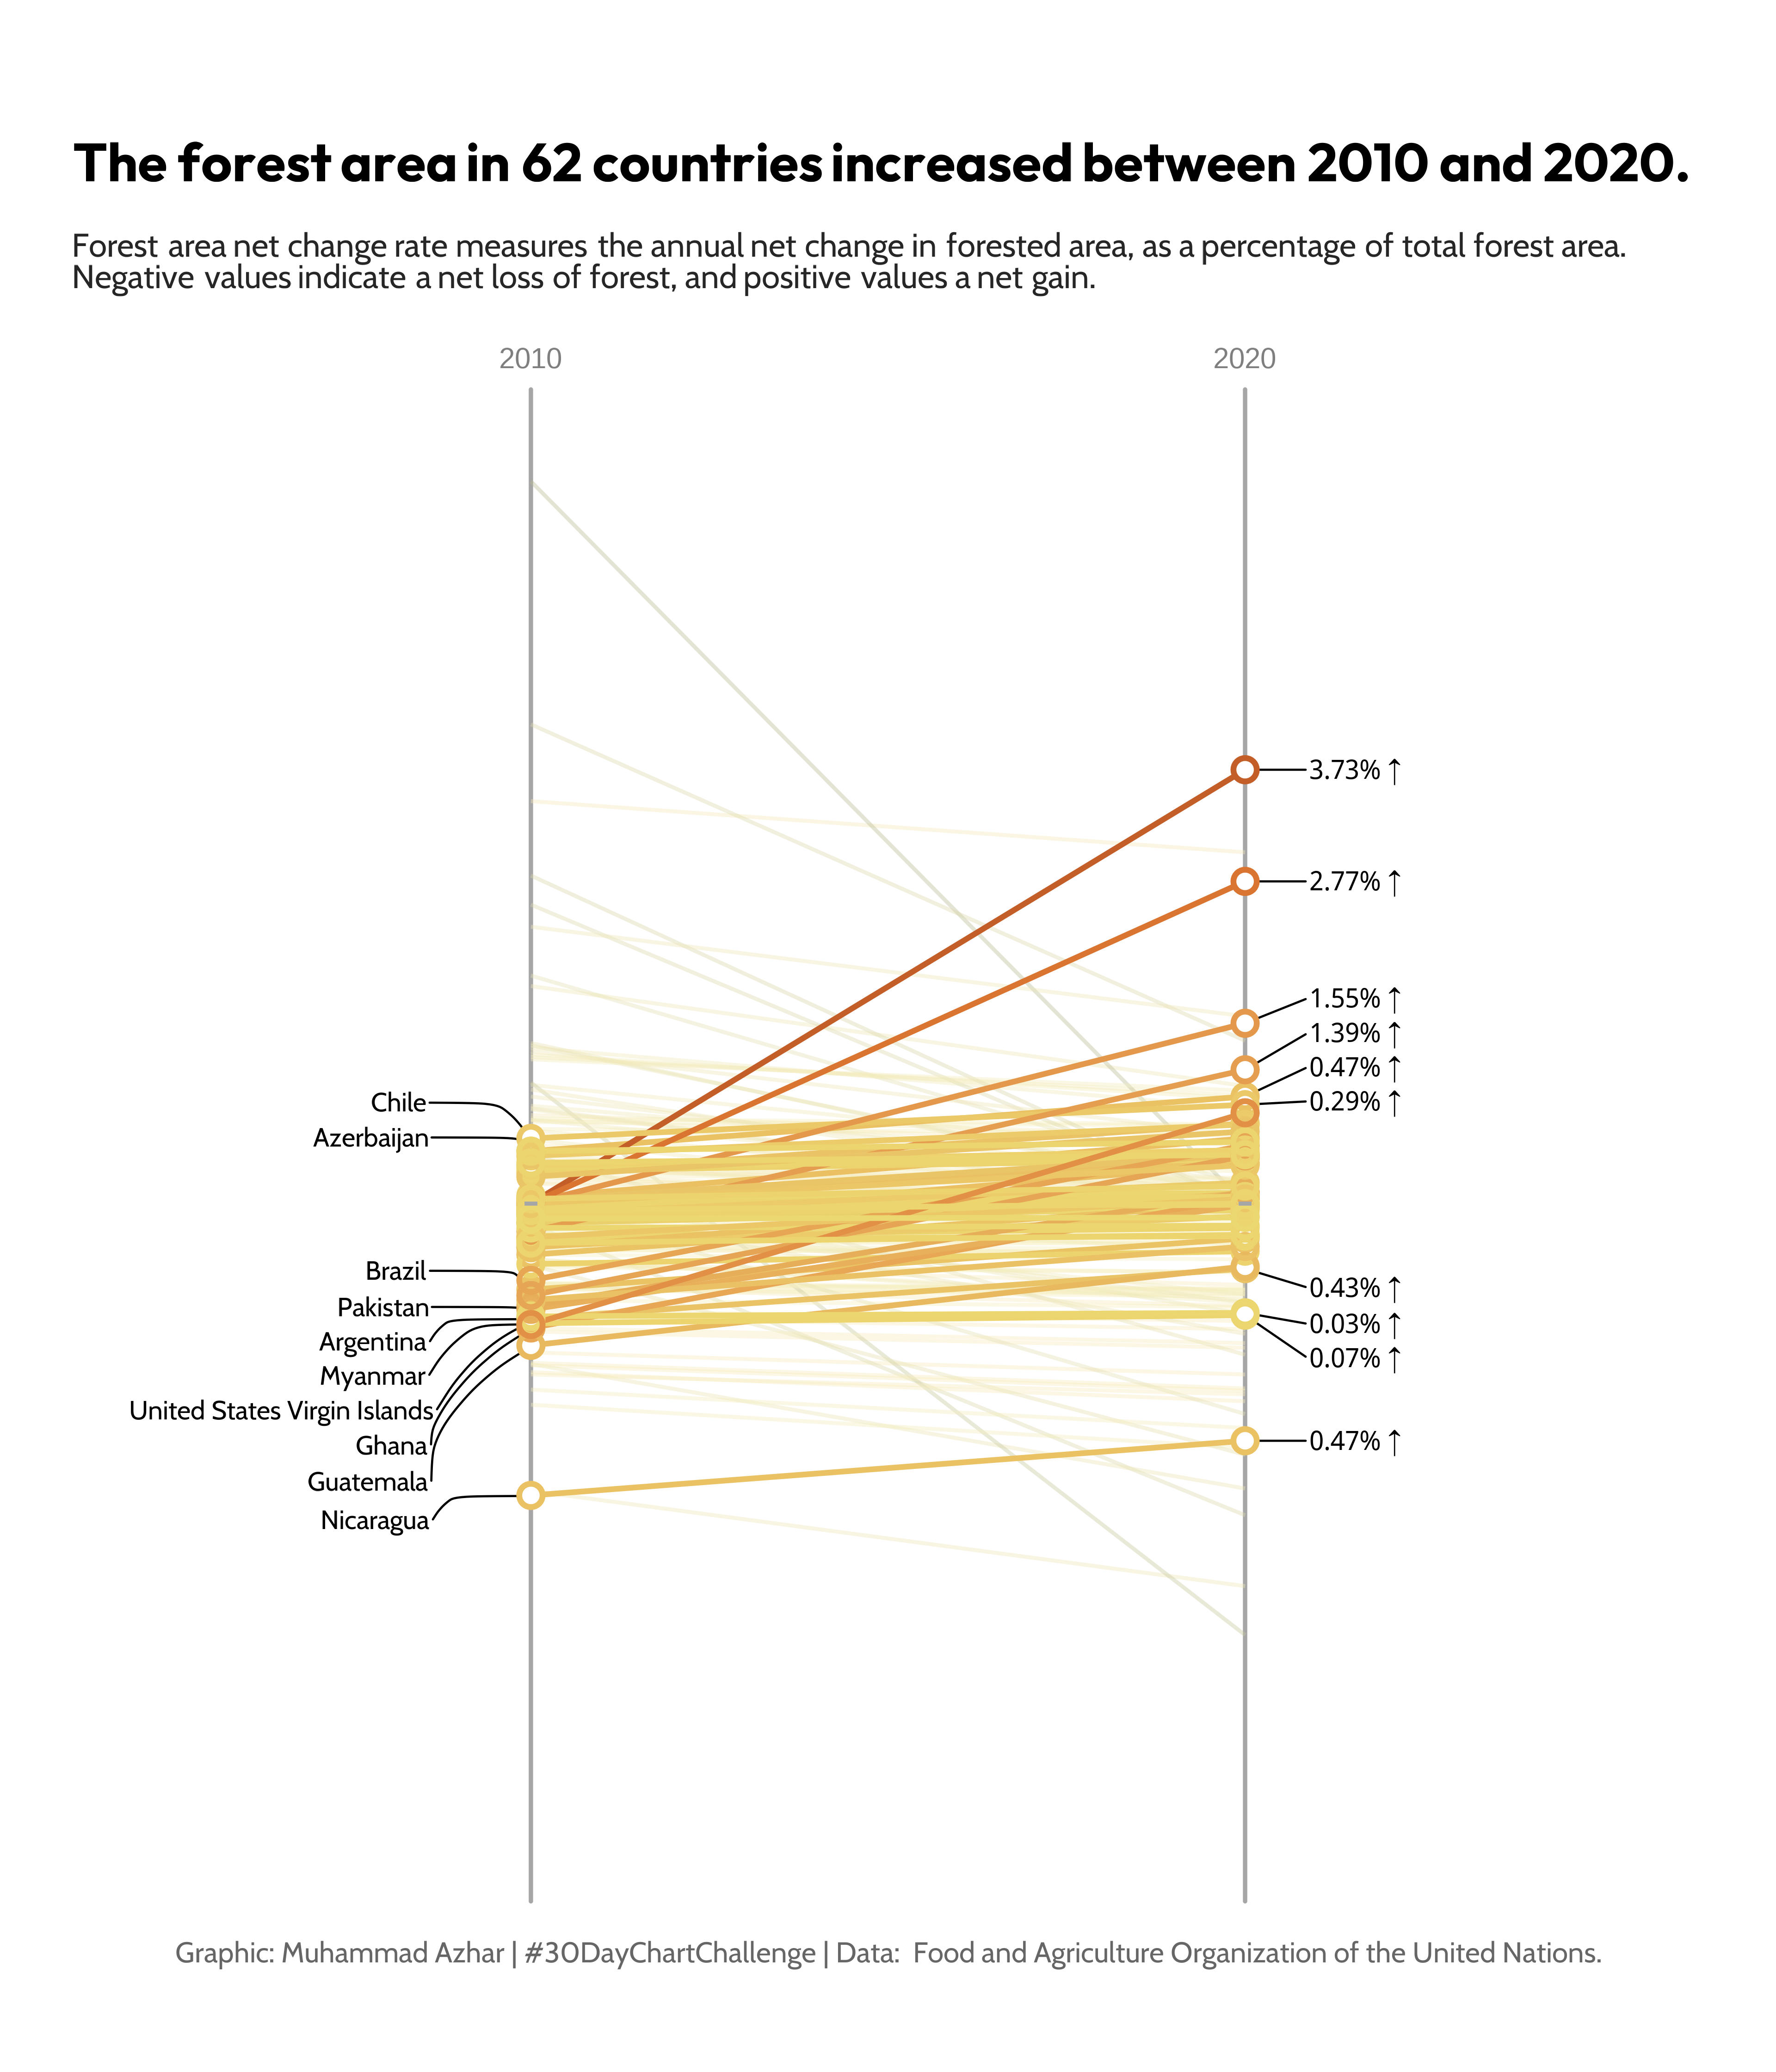 The forest area in 62 countries increased between 2010 and 2020.
Forest area net change rate measures the annual net change in forested area, as a percentage of total forest area.
Negative values indicate a net loss of forest, and positive values a net gain.
2010
2020
3.73% ↑
2.77% ↑
1.55% ↑
1.39% ↑
0.47% ↑
0.29% ↑
Chile
Azerbaijan
Brazil
Pakistan
Argentina
Myanmar
United States Virgin Islands
Ghana
Guatemala
Nicaragua
0.43% ↑
0.03% ↑
0.07% ↑
0.47% ↑
Graphic: Muhammad Azhar | #30DayChartChallenge | Data: Food and Agriculture Organization of the United Nations.